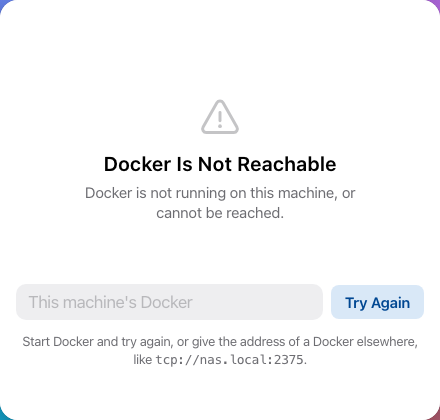 Docker Is Not Reachable
Docker is not running on this machine, or
cannot be reached.
This machine's Docker
Try Again
Start Docker and try again, or give the address of a Docker elsewhere,
like tcp://nas.local:2375.